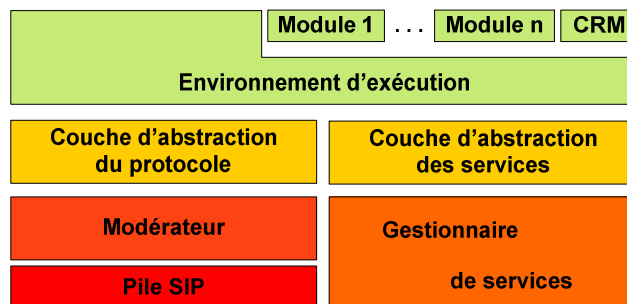 Module 1 . . . Module n CRM
Environnement d'exécution
Couche d'abstraction
du protocole
Couche d'abstraction
des services
Modérateur
Gestionnaire
de services
Pile SIP